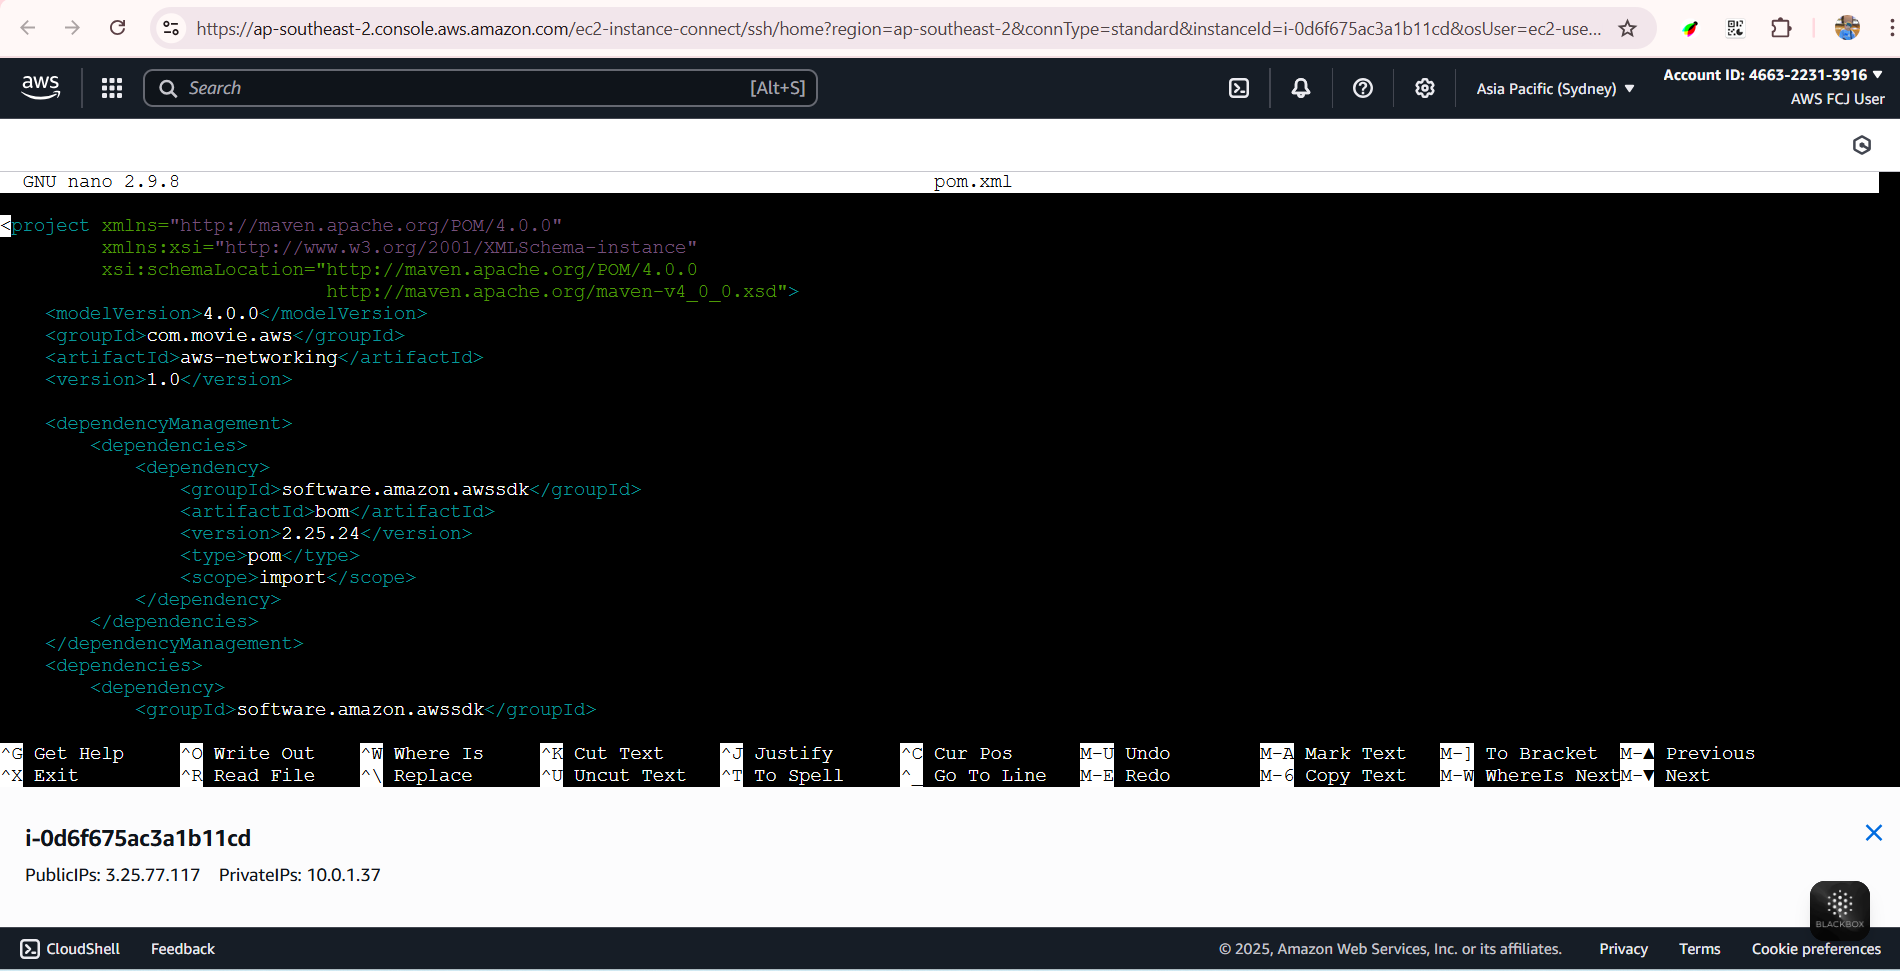 https://ap-southeast-2.console.aws.amazon.com/ec2-instance-connect/ssh/home?region=ap-southeast-2&connType=standard&instanceId=i-0d6f675ac3a1b11cd&osUser=ec2-use...
aws
Search
[Alt+S]
Asia Pacific (Sydney)
Account ID: 4663-2231-3916
AWS FCJ User
GNU nano 2.9.8 pom.xml
<project xmlns="http://maven.apache.org/POM/4.0.0"
xmlns:xsi="http://www.w3.org/2001/XMLSchema-instance"
xsi:schemaLocation="http://maven.apache.org/POM/4.0.0
http://maven.apache.org/maven-v4_0_0.xsd">
<modelVersion>4.0.0</modelVersion>
<groupId>com.movie.aws</groupId>
<artifactId>aws-networking</artifactId>
<version>1.0</version>
<dependencyManagement>
<dependencies>
<dependency>
<groupId>software.amazon.awssdk</groupId>
<artifactId>bom</artifactId>
<version>2.25.24</version>
<type>pom</type>
<scope>import</scope>
</dependency>
</dependencies>
</dependencyManagement>
<dependencies>
<dependency>
<groupId>software.amazon.awssdk</groupId>
^G Get Help ^O Write Out ^W Where Is ^K Cut Text ^J Justify ^C Cur Pos M-U Undo M-A Mark Text M-] To Bracket M-▲ Previous
^X Exit ^R Read File ^\ Replace ^U Uncut Text ^T To Spell ^_ Go To Line M-E Redo M-6 Copy Text M-W WhereIs Next M-▼ Next
i-0d6f675ac3a1b11cd
PublicIPs: 3.25.77.117 PrivateIPs: 10.0.1.37
BLACKBOX
CloudShell Feedback © 2025, Amazon Web Services, Inc. or its affiliates. Privacy Terms Cookie preferences